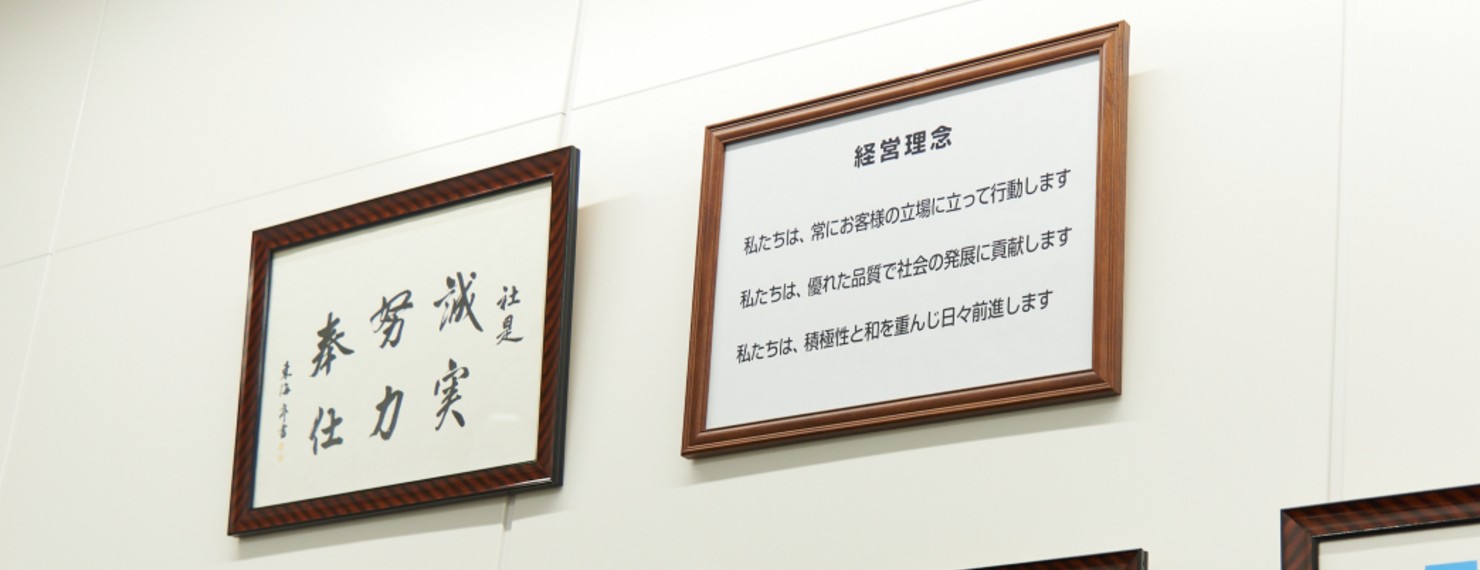 社是
誠実
努力
奉仕
経営理念
私たちは、常にお客様の立場に立って行動します
私たちは、優れた品質で社会の発展に貢献します
私たちは、積極性と和を重んじ日々前進します